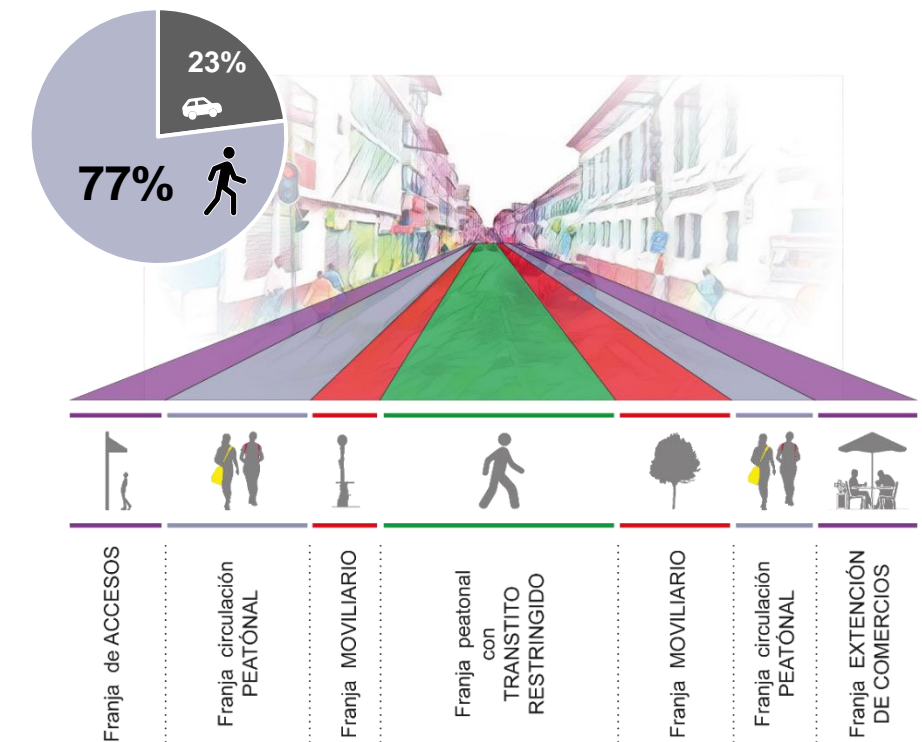 23%
77%
Franja de ACCESOS
Franja circulación
PEATÓNAL
Franja MOVILIARIO
Franja peatonal
con
TRANSTITO
RESTRINGIDO
Franja MOVILIARIO
Franja circulación
PEATÓNAL
Franja EXTENCIÓN
DE COMERCIOS